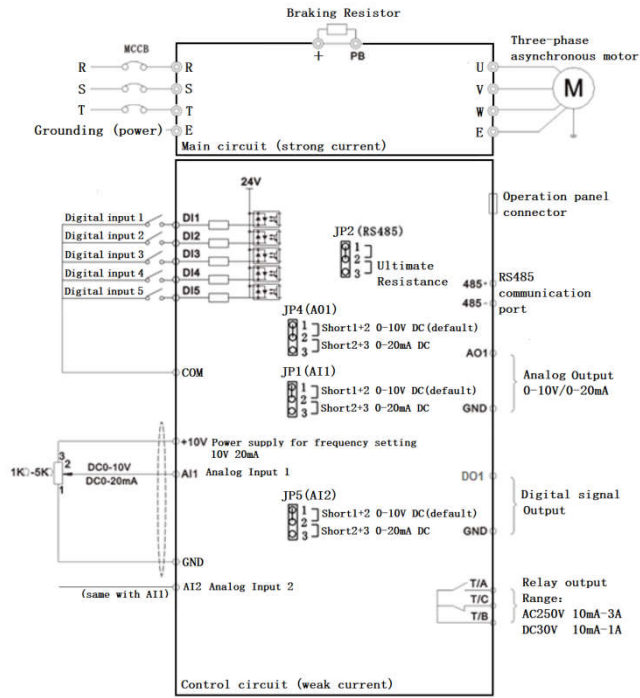 Braking Resistor
+ PB
MCCB
R R
S S
T T
Grounding (power) E
U
V
W
E
Three-phase
asynchronous motor
M
Main circuit (strong current)
24V
Digital input 1 DI1
Digital input 2 DI2
Digital input 3 DI3
Digital input 4 DI4
Digital input 5 DI5
COM
Operation panel
connector
JP2 (RS485)
1
2
3
Ultimate
Resistance
485+
485-
RS485
communication
port
JP4 (AO1)
1 Short1+2 0-10V DC(default)
2
3 Short2+3 0-20mA DC
AO1
GND
Analog Output
0-10V/0-20mA
JP1 (AI1)
1 Short1+2 0-10V DC(default)
2
3 Short2+3 0-20mA DC
+10V Power supply for frequency setting
10V 20mA
3
2
1
DC0-10V
DC0-20mA
AI1 Analog Input 1
DO1
GND
Digital signal
Output
JP5 (AI2)
1 Short1+2 0-10V DC(default)
2
3 Short2+3 0-20mA DC
GND
(same with AI1) AI2 Analog Input 2
T/A
T/C
T/B
Relay output
Range:
AC250V 10mA-3A
DC30V 10mA-1A
Control circuit (weak current)